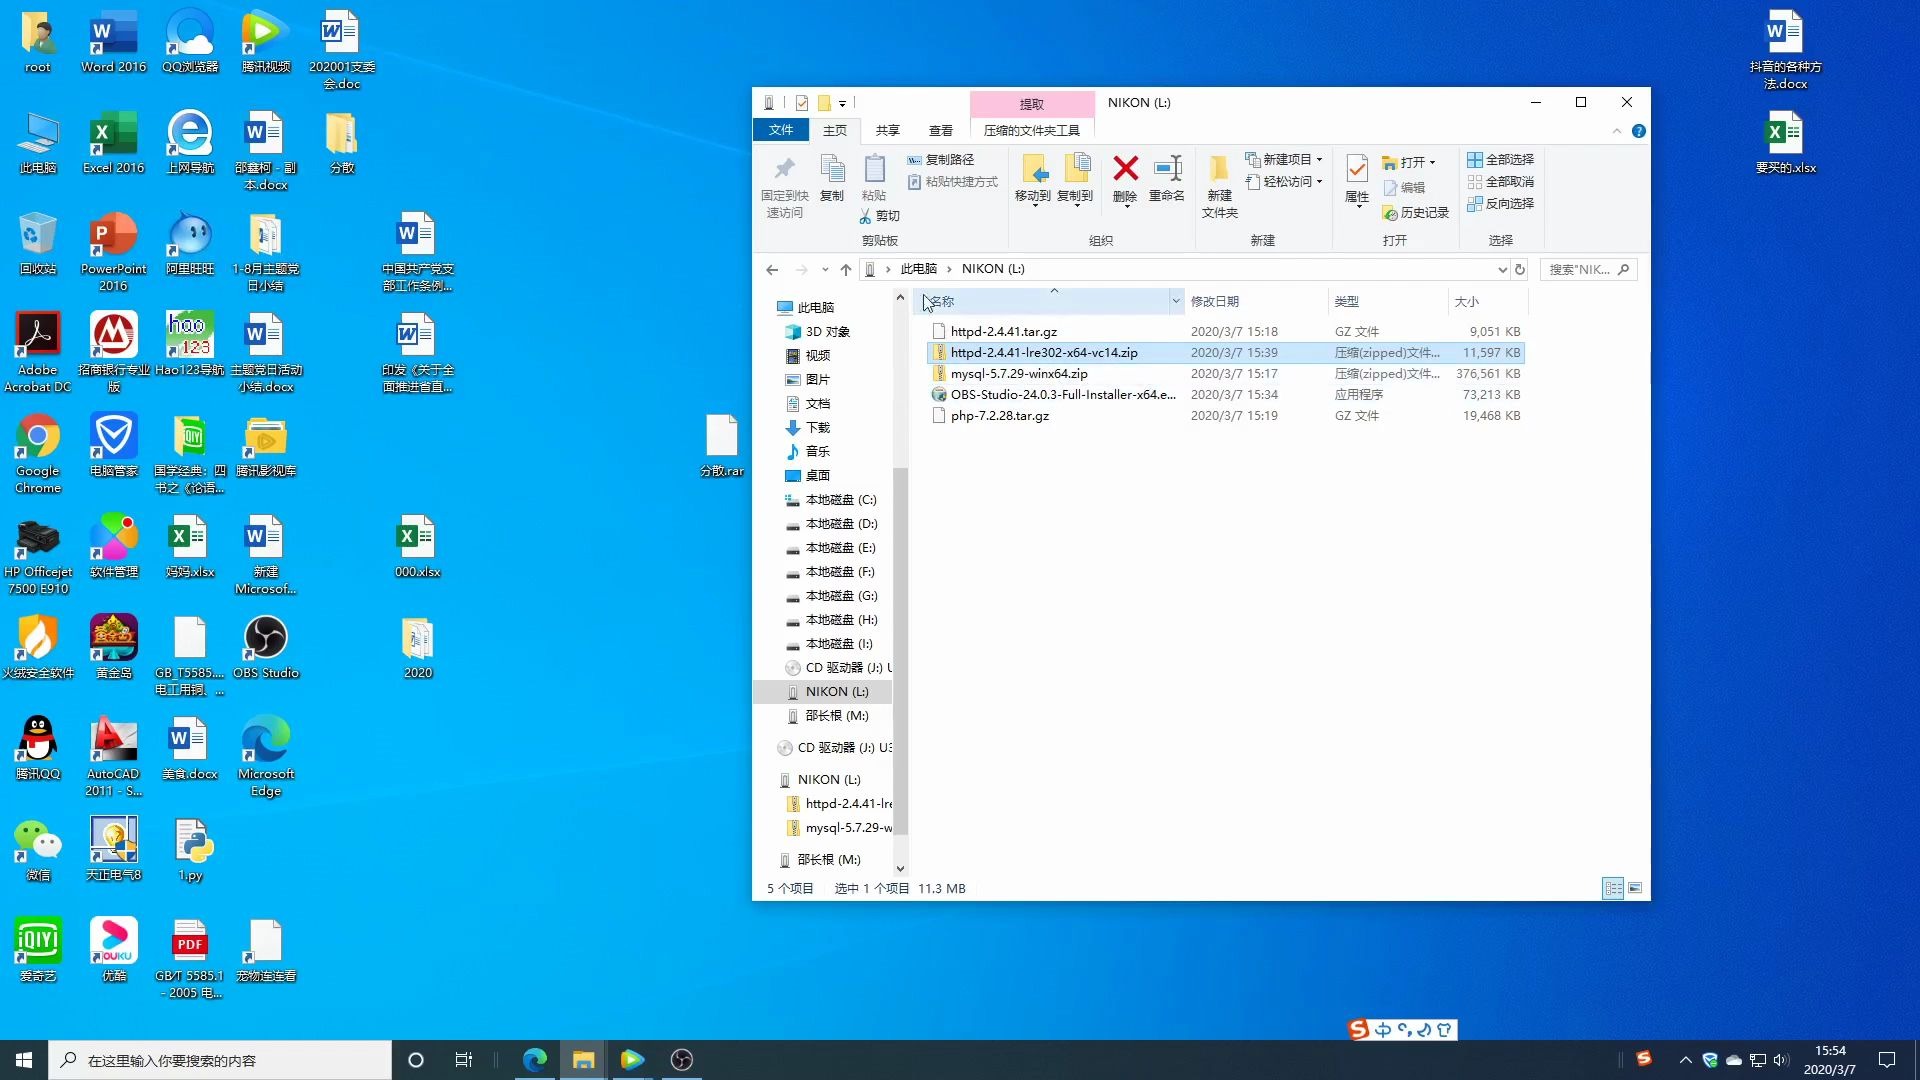 root
Word 2016
QQ浏览器
腾讯视频
202001支委
会.doc
此电脑
Excel 2016
上网导航
邵鑫柯 - 副
本.docx
分散
回收站
PowerPoint
2016
阿里旺旺
1-8月主题党
日小结
中国共产党支
部工作条例...
Adobe
Acrobat DC
招商银行专业
版
hao
123
Hao123导航
主题党日活动
小结.docx
印发《关于全
面推进省直...
Google
Chrome
电脑管家
国学经典：四
书之《论语...
腾讯影视库
分散.rar
HP Officejet
7500 E910
软件管理
妈妈.xlsx
新建
Microsof...
000.xlsx
火绒安全软件
黄金岛
GB_T5585....
电工用铜、...
OBS Studio
2020
腾讯QQ
AutoCAD
2011 - S...
美食.docx
Microsoft
Edge
微信
天正电气8
1.py
iQIYI
爱奇艺
YOUKU
优酷
PDF
GB∕T 5585.1
- 2005 电...
宠物连连看
抖音的各种方
法.docx
要买的.xlsx
提取
NIKON (L:)
文件
主页
共享
查看
压缩的文件夹工具
固定到快
速访问
复制
粘贴
复制路径
粘贴快捷方式
剪切
剪贴板
移动到
复制到
删除
重命名
组织
新建
文件夹
新建项目
轻松访问
新建
属性
打开
编辑
历史记录
打开
全部选择
全部取消
反向选择
选择
此电脑 › NIKON (L:)
搜索"NIK...
此电脑
3D 对象
视频
图片
文档
下载
音乐
桌面
本地磁盘 (C:)
本地磁盘 (D:)
本地磁盘 (E:)
本地磁盘 (F:)
本地磁盘 (G:)
本地磁盘 (H:)
本地磁盘 (I:)
CD 驱动器 (J:) U
NIKON (L:)
邵长根 (M:)
CD 驱动器 (J:) U3
NIKON (L:)
httpd-2.4.41-lre
mysql-5.7.29-w
邵长根 (M:)
名称 修改日期 类型 大小
httpd-2.4.41.tar.gz 2020/3/7 15:18 GZ 文件 9,051 KB
httpd-2.4.41-lre302-x64-vc14.zip 2020/3/7 15:39 压缩(zipped)文件... 11,597 KB
mysql-5.7.29-winx64.zip 2020/3/7 15:17 压缩(zipped)文件... 376,561 KB
OBS-Studio-24.0.3-Full-Installer-x64.e... 2020/3/7 15:34 应用程序 73,213 KB
php-7.2.28.tar.gz 2020/3/7 15:19 GZ 文件 19,468 KB
5 个项目 选中 1 个项目 11.3 MB
中
在这里输入你要搜索的内容
15:54
2020/3/7